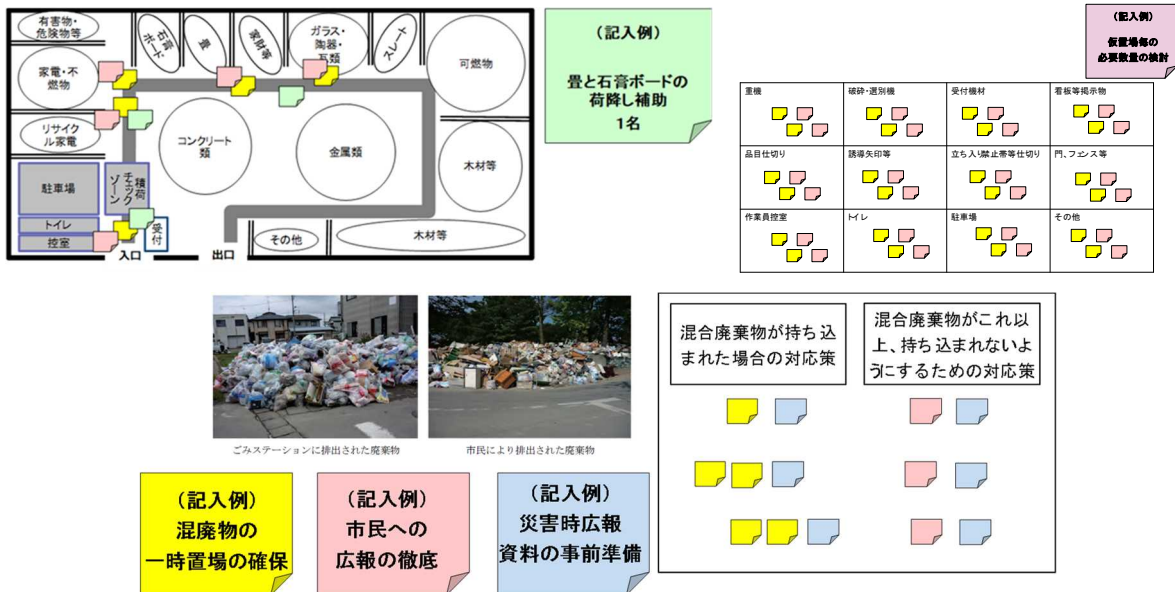 有害物・
危険物等
石膏
ボード
畳
家財等
ガラス・
陶器・
瓦類
スレート
可燃物
家電・不
燃物
リサイク
ル家電
コンクリート
類
金属類
木材等
駐車場
積荷
チェック
ゾーン
トイレ
控室
受付
入口
出口
その他
木材等
(記入例)
畳と石膏ボードの
荷降し補助
1名
(記入例)
仮置場毎の
必要数量の検討
重機
破砕・選別機
受付機材
看板等掲示物
品目仕切り
誘導矢印等
立ち入り禁止帯等仕切り
門、フェンス等
作業員控室
トイレ
駐車場
その他
ごみステーションに排出された廃棄物
市民により排出された廃棄物
混合廃棄物が持ち込
まれた場合の対応策
混合廃棄物がこれ以
上、持ち込まれないよ
うにするための対応策
(記入例)
混廃物の
一時置場の確保
(記入例)
市民への
広報の徹底
(記入例)
災害時広報
資料の事前準備